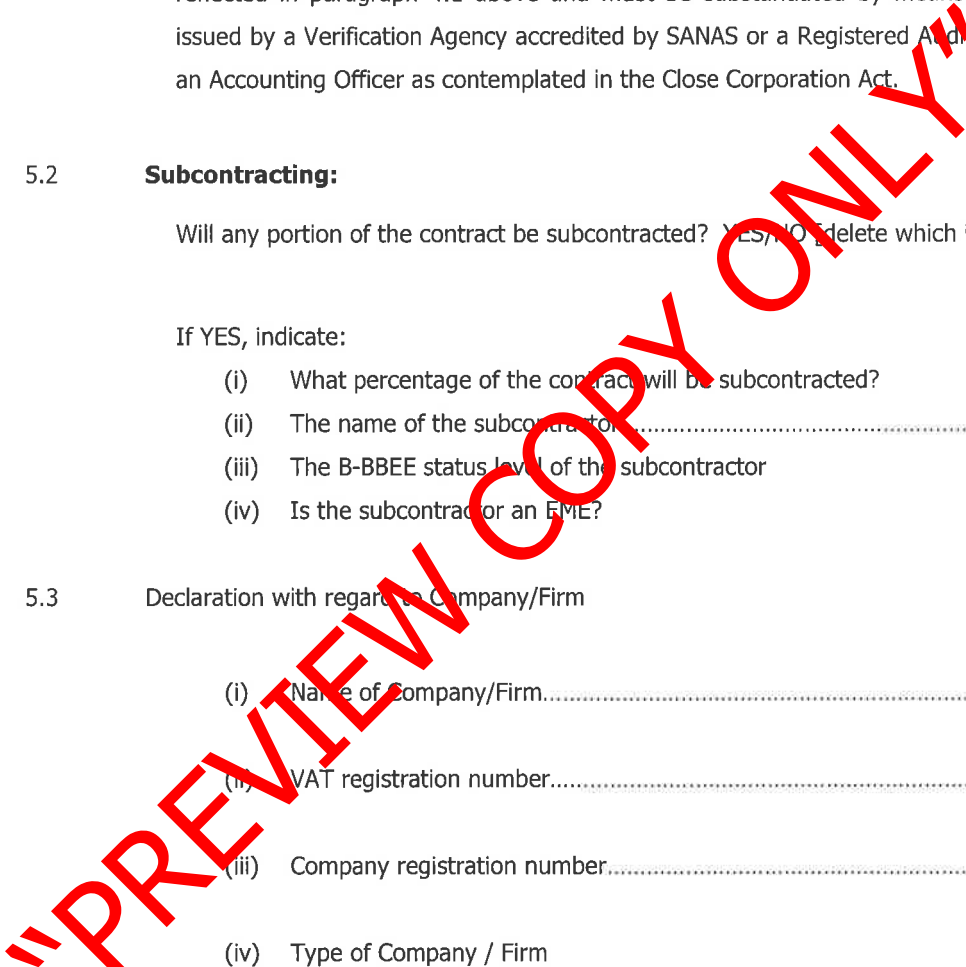 issued by a Verification Agency accredited by SANAS or a Registered
an Accounting Officer as contemplated in the Close Corporation Act.
5.2 Subcontracting:
Will any portion of the contract be subcontracted? YES/NO [delete which
If YES, indicate:
(i) What percentage of the contract will be subcontracted?
(ii) The name of the subcontractor..............................................................
(iii) The B-BBEE status level of the subcontractor
(iv) Is the subcontractor an EME?
5.3 Declaration with regard to Company/Firm
(i) Name of Company/Firm..............................................................................
(ii) VAT registration number............................................................................
(iii) Company registration number..................................................................
(iv) Type of Company / Firm
"PREVIEW COPY ONLY"